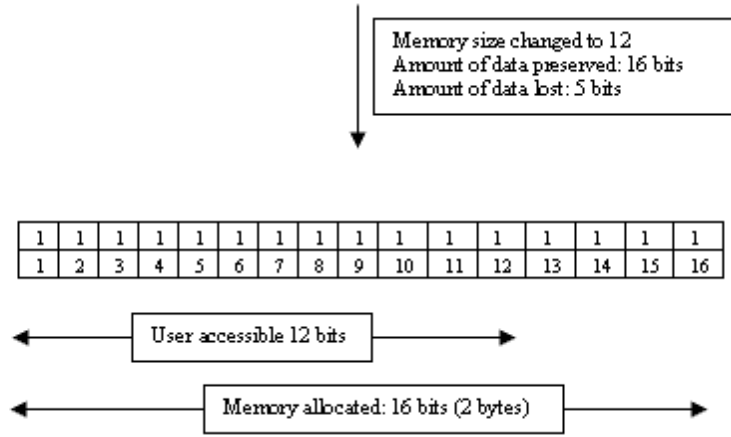 Memory size changed to 12
Amount of data preserved: 16 bits
Amount of data lost: 5 bits
1 1 1 1 1 1 1 1 1 1 1 1 1 1 1 1
1 2 3 4 5 6 7 8 9 10 11 12 13 14 15 16
User accessible 12 bits
Memory allocated: 16 bits (2 bytes)